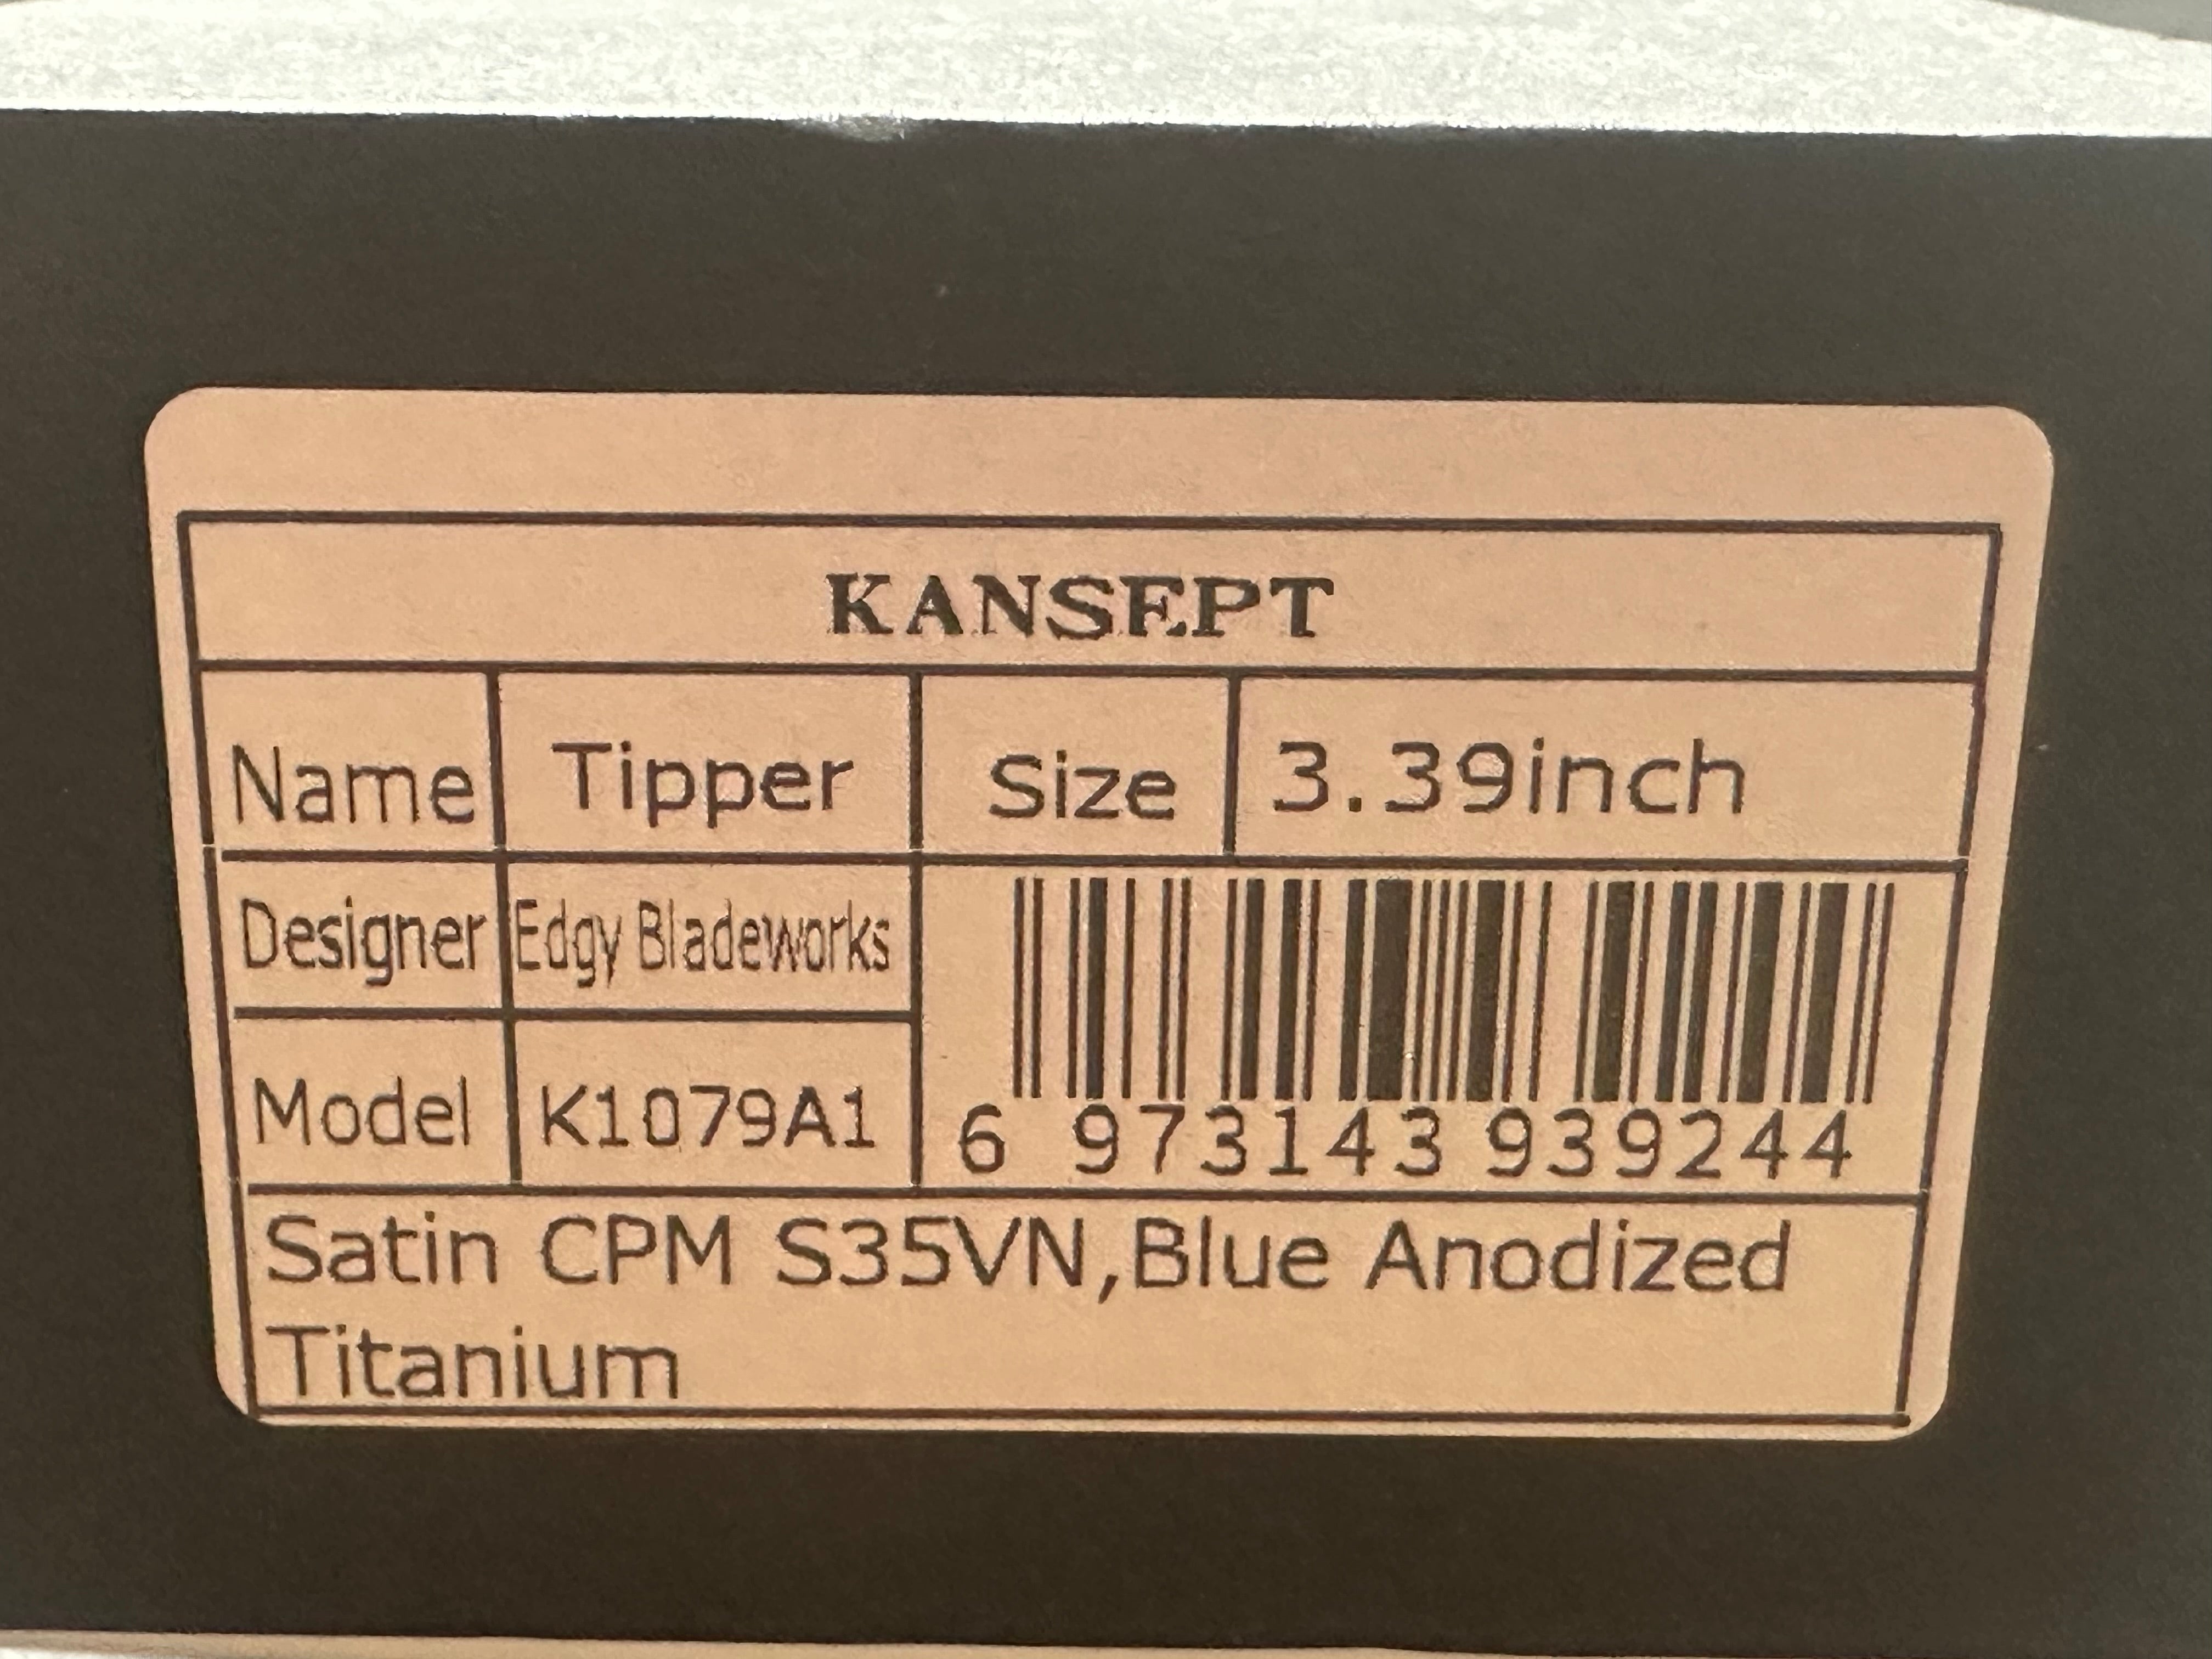 KANSEPT
Name Tipper Size 3.39inch
Designer Edgy Bladeworks
Model K1079A1
6 973143 939244
Satin CPM S35VN,Blue Anodized
Titanium